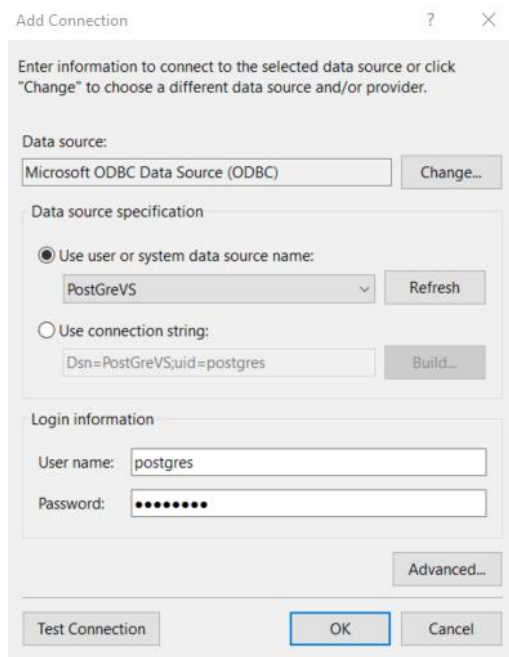 Add Connection
?
Enter information to connect to the selected data source or click
"Change" to choose a different data source and/or provider.
Data source:
Microsoft ODBC Data Source (ODBC)
Change...
Data source specification
Use user or system data source name:
PostGreVS
Refresh
Use connection string:
Dsn=PostGreVS;uid=postgres
Build...
Login information
User name:
postgres
Password:
●●●●●●●●
Advanced...
Test Connection
OK
Cancel